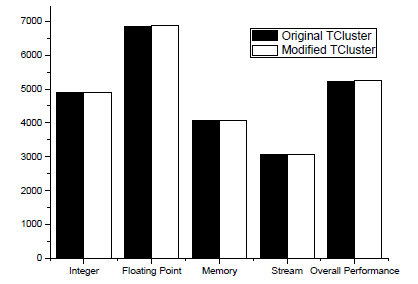 7000
6000
5000
4000
3000
2000
1000
0
Original TCluster
Modified TCluster
Integer Floating Point Memory Stream Overall Performance